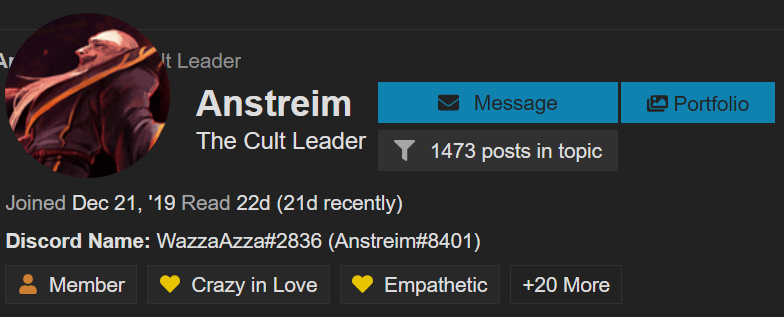 An
lt Leader
Anstreim
The Cult Leader
Message
Portfolio
1473 posts in topic
Joined Dec 21, '19 Read 22d (21d recently)
Discord Name: WazzaAzza#2836 (Anstreim#8401)
Member
Crazy in Love
Empathetic
+20 More